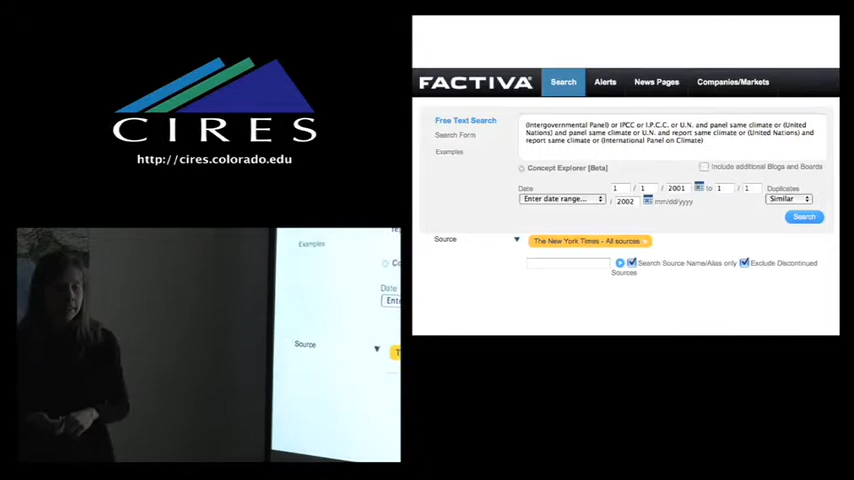 CIRES
http://cires.colorado.edu
FACTIVA
Search
Alerts
News Pages
Companies/Markets
Free Text Search
Search Form
Examples
(Intergovernmental Panel) or IPCC or I.P.C.C. or U.N. and panel same climate or (United
Nations) and panel same climate or U.N. and report same climate or (United Nations) and
report same climate or (International Panel on Climate)
Concept Explorer [Beta]
Include additional Blogs and Boards
Date
1 / 1 / 2001 to 1 / 1
Duplicates
Enter date range...
/ 2002 mm/dd/yyyy
Similar
Search
Source
The New York Times - All sources
Search Source Name/Alias only
Exclude Discontinued
Sources
Examples
Co
Date
Ente
Source
T